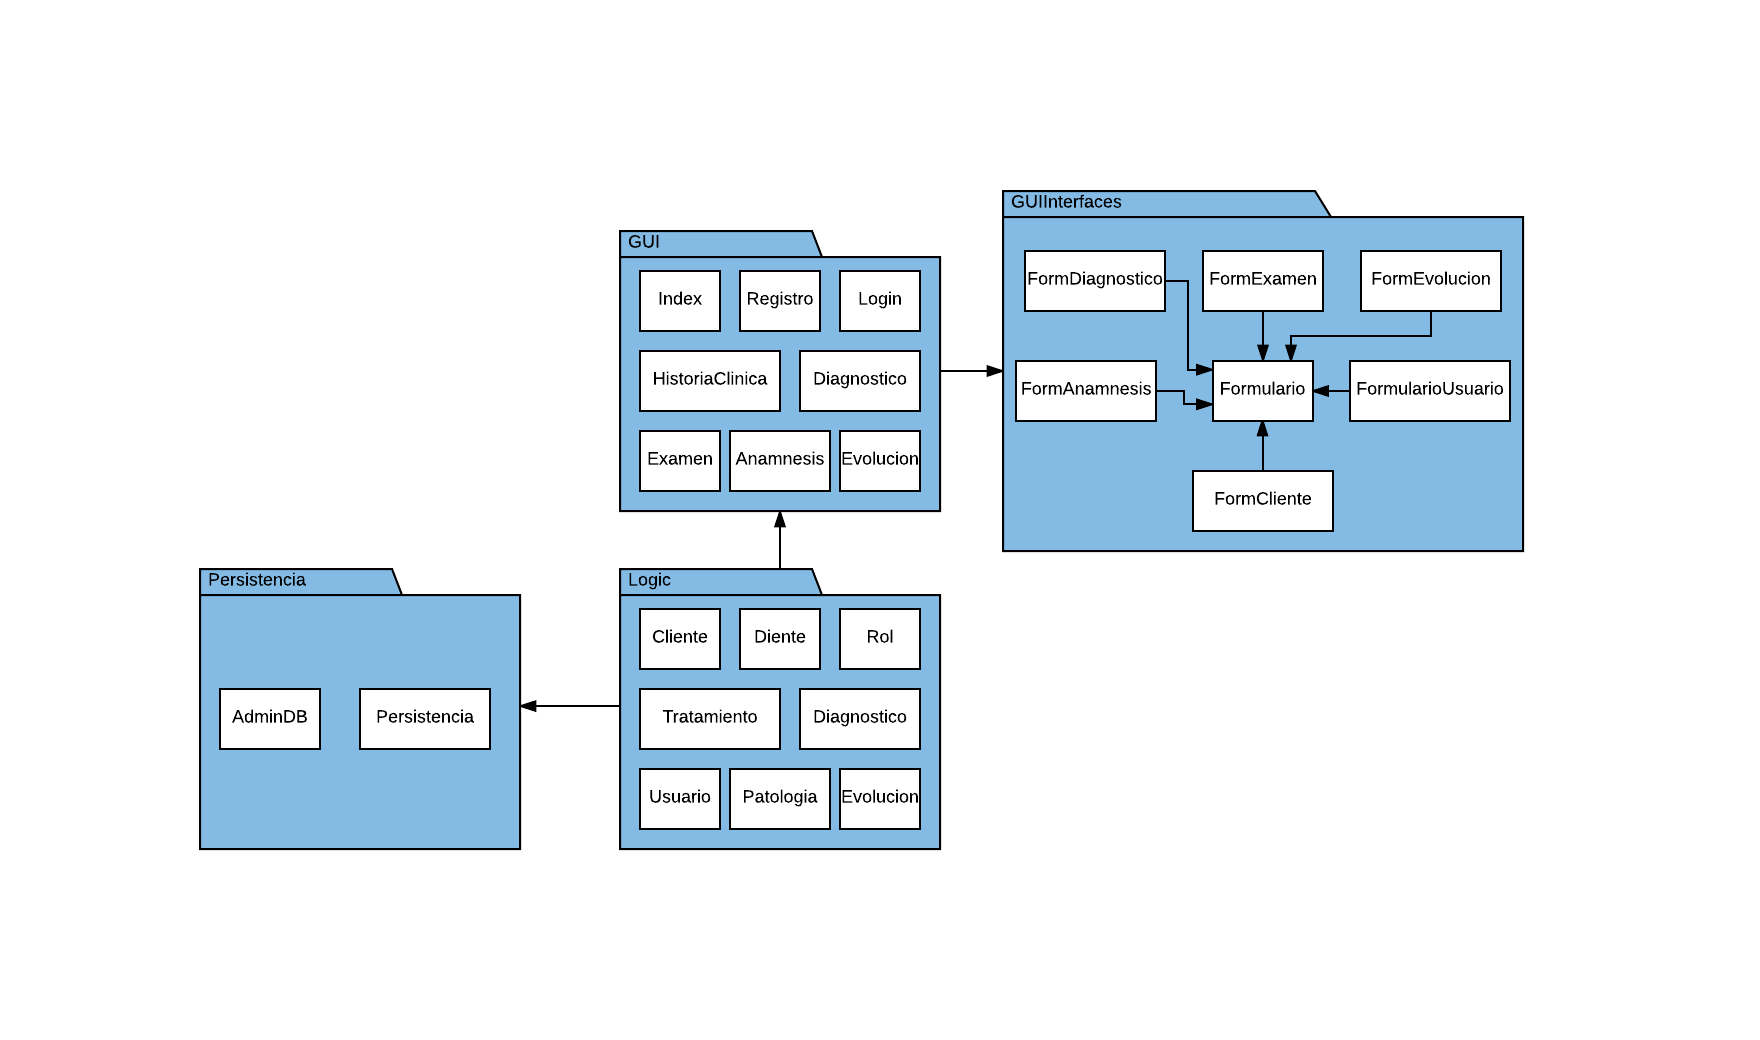 GUIInterfaces
GUI
FormDiagnostico
FormExamen
FormEvolucion
Index
Registro
Login
HistoriaClinica
Diagnostico
FormAnamnesis
Formulario
FormularioUsuario
Examen
Anamnesis
Evolucion
FormCliente
Persistencia
Logic
Cliente
Diente
Rol
AdminDB
Persistencia
Tratamiento
Diagnostico
Usuario
Patologia
Evolucion